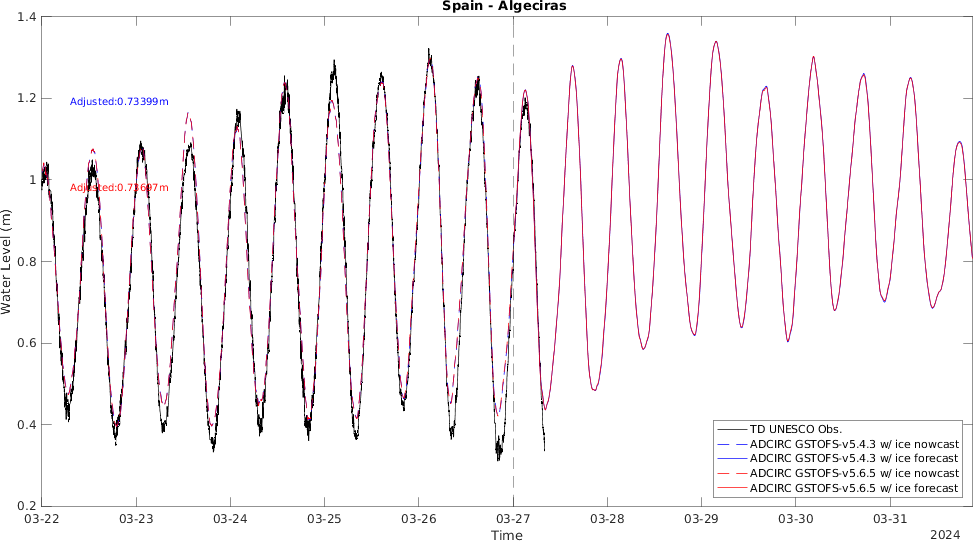 Spain - Algeciras
1.4
1.2
1
0.8
0.6
0.4
0.2
Water Level (m)
Adjusted:0.73399m
Adjusted:0.73697m
TD UNESCO Obs.
ADCIRC GSTOFS-v5.4.3 w/ ice nowcast
ADCIRC GSTOFS-v5.4.3 w/ ice forecast
ADCIRC GSTOFS-v5.6.5 w/ ice nowcast
ADCIRC GSTOFS-v5.6.5 w/ ice forecast
03-22 03-23 03-24 03-25 03-26 03-27 03-28 03-29 03-30 03-31
Time
2024